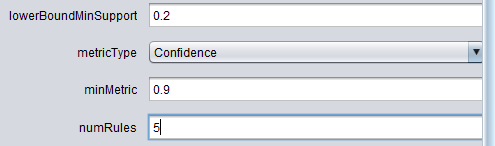 lowerBoundMinSupport 0.2
metricType Confidence
minMetric 0.9
numRules 5